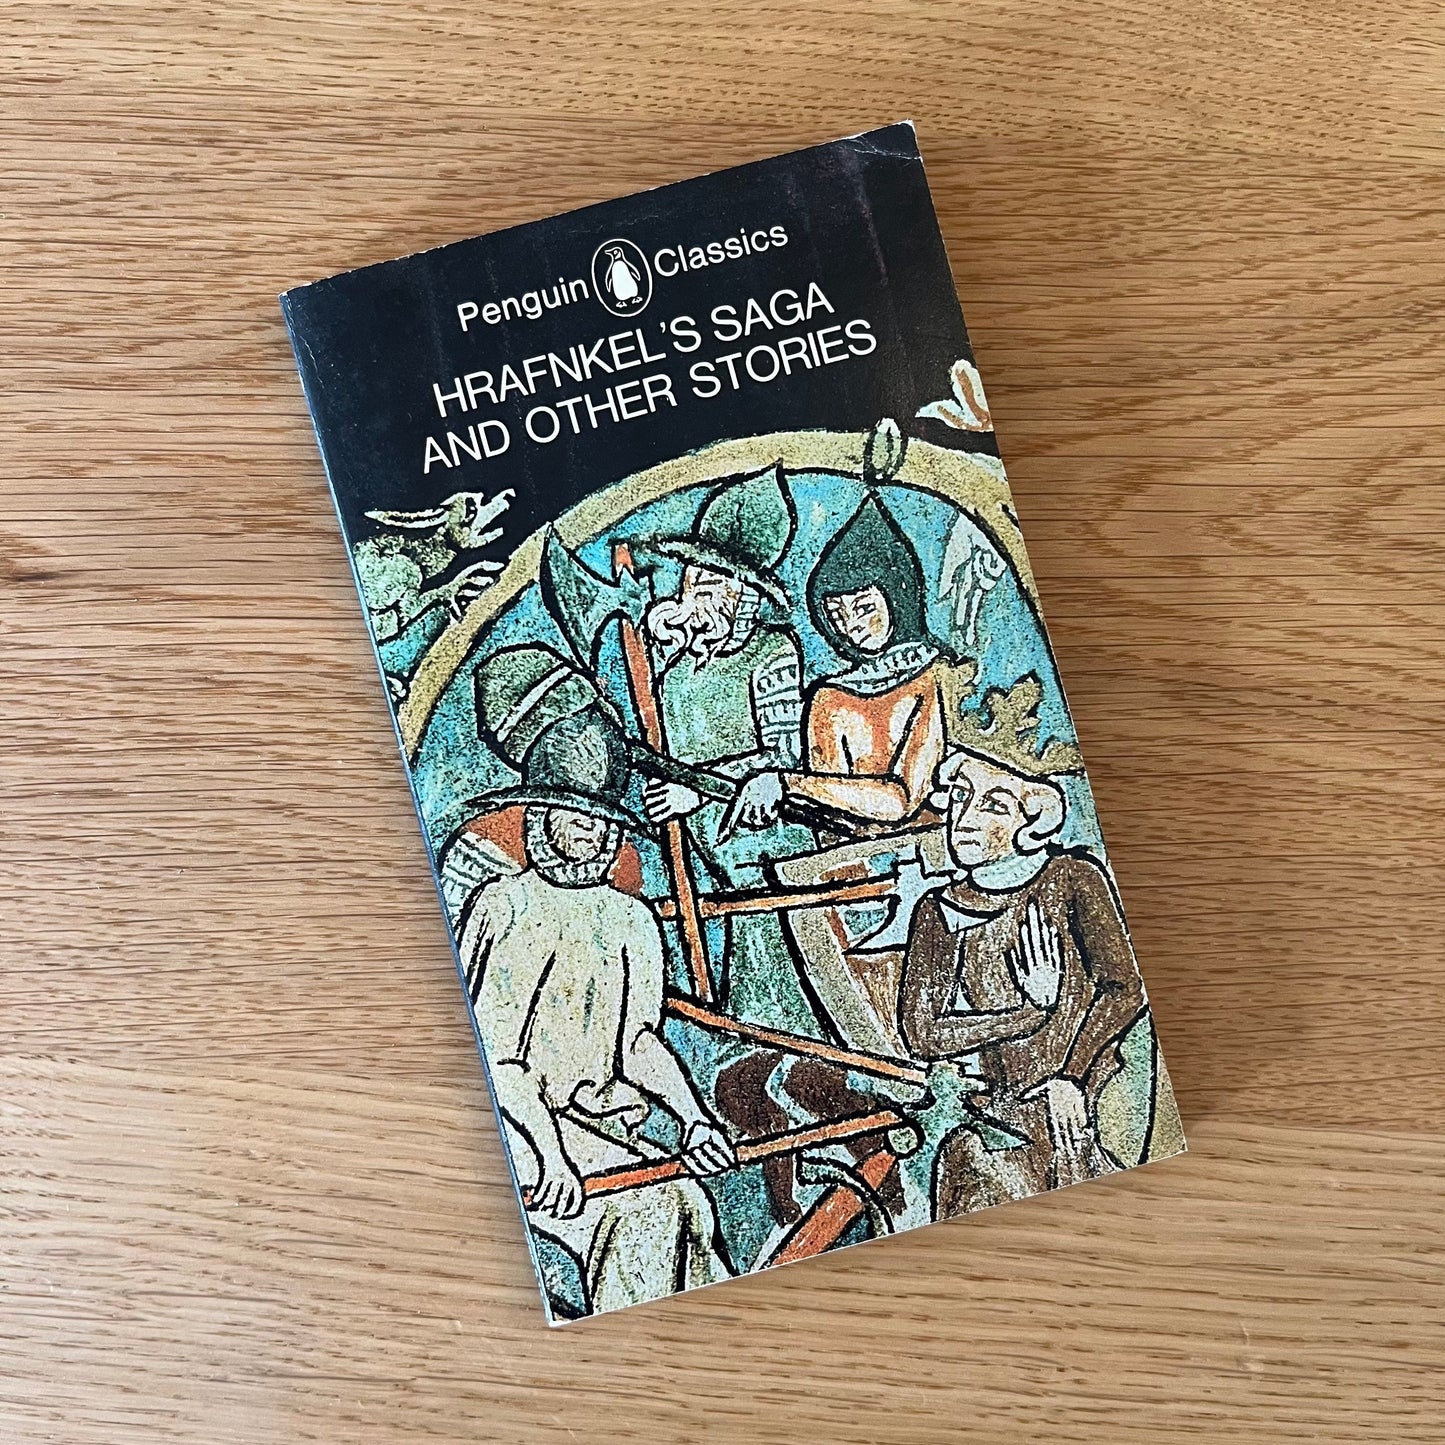 Penguin Classics
HRAFNKEL'S SAGA
AND OTHER STORIES